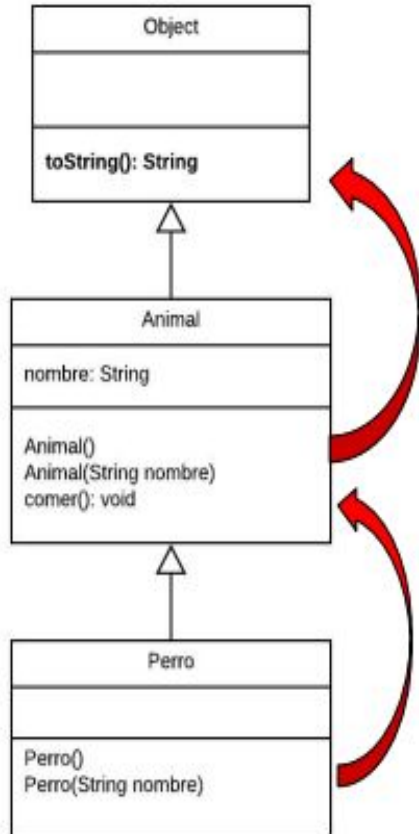 Object
toString(): String
Animal
nombre: String
Animal()
Animal(String nombre)
comer(): void
Perro
Perro()
Perro(String nombre)